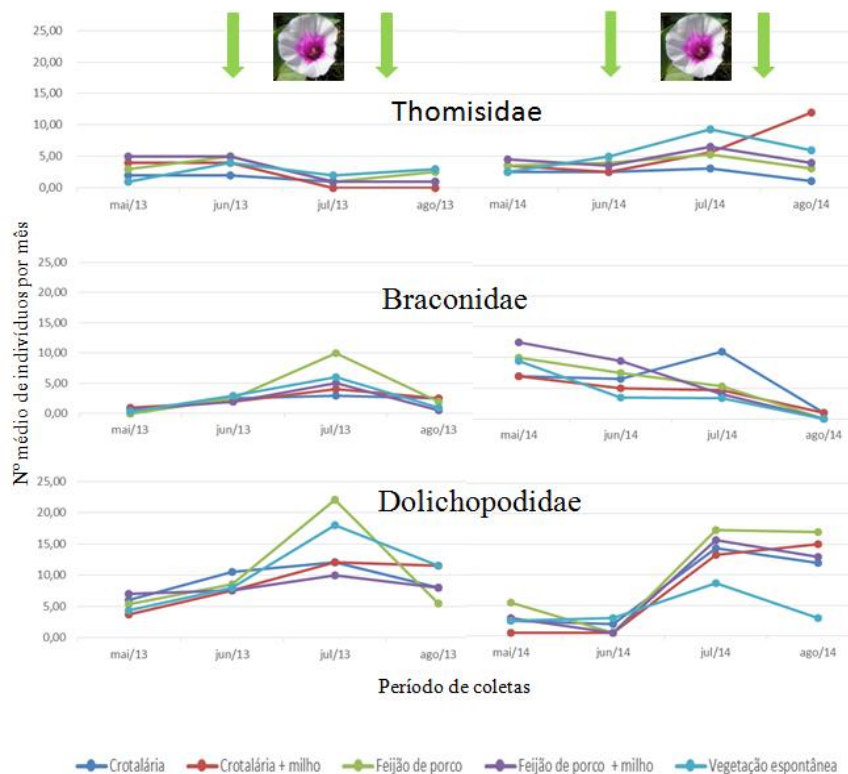 25,00
20,00
15,00
Thomisidae
10,00
5,00
0,00
mai/13 jun/13 jul/13 ago/13 mai/14 jun/14 jul/14 ago/14
Nº médio de indivíduos por mês
25,00
20,00
Braconidae
15,00
10,00
5,00
0,00
mai/13 jun/13 jul/13 ago/13 mai/14 jun/14 jul/14 ago/14
25,00
Dolichopodidae
20,00
15,00
10,00
5,00
0,00
mai/13 jun/13 jul/13 ago/13 mai/14 jun/14 jul/14 ago/14
Período de coletas
Crotalária Crotalária + milho Feijão de porco Feijão de porco + milho Vegetação espontânea